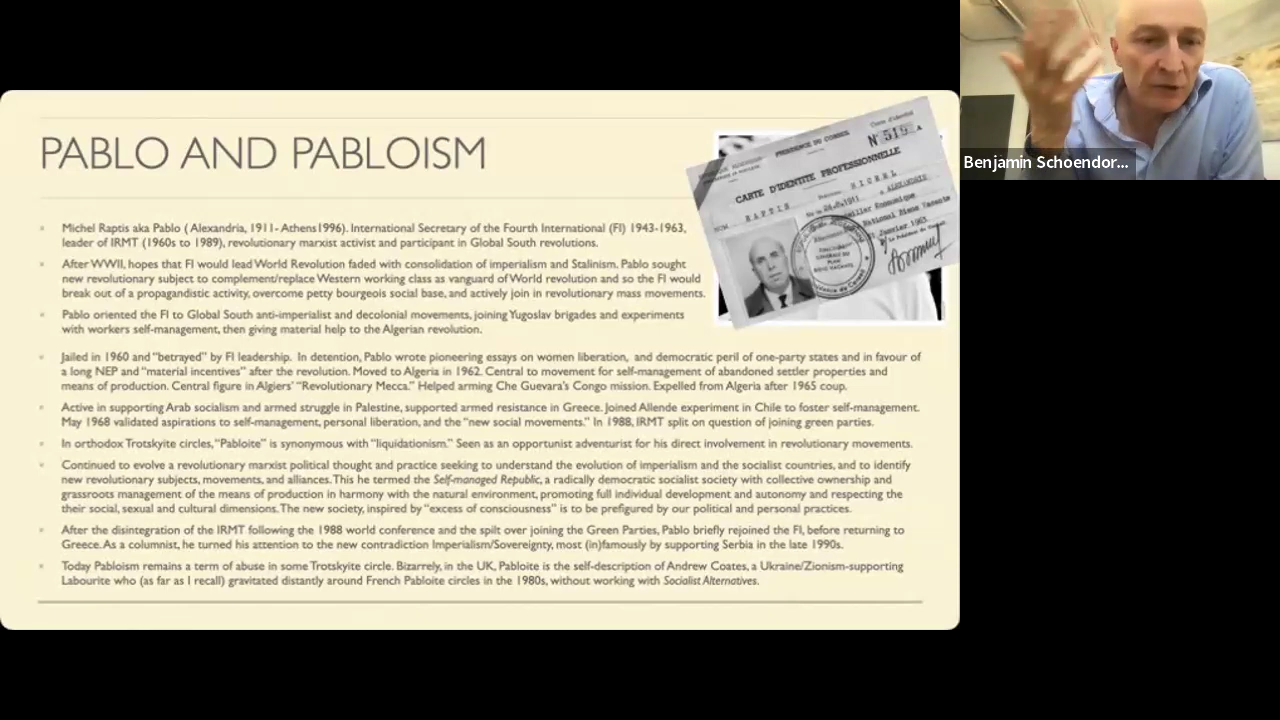 PABLO AND PABLOISM
Michel Raptis aka Pablo ( Alexandria, 1911- Athens1996). International Secretary of the Fourth International (FI) 1943-1963,
leader of IRMT (1960s to 1989), revolutionary marxist activist and participant in Global South revolutions.
After WWII, hopes that FI would lead World Revolution faded with consolidation of imperialism and Stalinism. Pablo sought
new revolutionary subject to complement/replace Western working class as vanguard of World revolution and so the FI would
break out of a propagandistic activity, overcome petty bourgeois social base, and actively join in revolutionary mass movements.
Pablo oriented the FI to Global South anti-imperialist and decolonial movements, joining Yugoslav brigades and experiments
with workers self-management, then giving material help to the Algerian revolution.
Jailed in 1960 and "betrayed" by FI leadership. In detention, Pablo wrote pioneering essays on women liberation, and democratic peril of one-party states and in favour of
a long NEP and "material incentives" after the revolution. Moved to Algeria in 1962. Central to movement for self-management of abandoned settler properties and
means of production. Central figure in Algiers' "Revolutionary Mecca." Helped arming Che Guevara's Congo mission. Expelled from Algeria after 1965 coup.
Active in supporting Arab socialism and armed struggle in Palestine, supported armed resistance in Greece. Joined Allende experiment in Chile to foster self-management.
May 1968 validated aspirations to self-management, personal liberation, and the "new social movements." In 1988, IRMT split on question of joining green parties.
In orthodox Trotskyite circles, "Pabloite" is synonymous with "liquidationism." Seen as an opportunist adventurist for his direct involvement in revolutionary movements.
Continued to evolve a revolutionary marxist political thought and practice seeking to understand the evolution of imperialism and the socialist countries, and to identify
new revolutionary subjects, movements, and alliances. This he termed the Self-managed Republic, a radically democratic socialist society with collective ownership and
grassroots management of the means of production in harmony with the natural environment, promoting full individual development and autonomy and respecting the
their social, sexual and cultural dimensions. The new society, inspired by "excess of consciousness" is to be prefigured by our political and personal practices.
After the disintegration of the IRMT following the 1988 world conference and the spilt over joining the Green Parties, Pablo briefly rejoined the FI, before returning to
Greece. As a columnist, he turned his attention to the new contradiction Imperialism/Sovereignty, most (in)famously by supporting Serbia in the late 1990s.
Today Pabloism remains a term of abuse in some Trotskyite circle. Bizarrely, in the UK, Pabloite is the self-description of Andrew Coates, a Ukraine/Zionism-supporting
Labourite who (as far as I recall) gravitated distantly around French Pabloite circles in the 1980s, without working with Socialist Alternatives.
Carte d'identité
PRESIDENCE DU CONSEIL
N° 519 A
CARTE D'IDENTITÉ PROFESSIONNELLE
RAPTIS
MICHEL
ALEXANDRIE
Benjamin Schoendor...